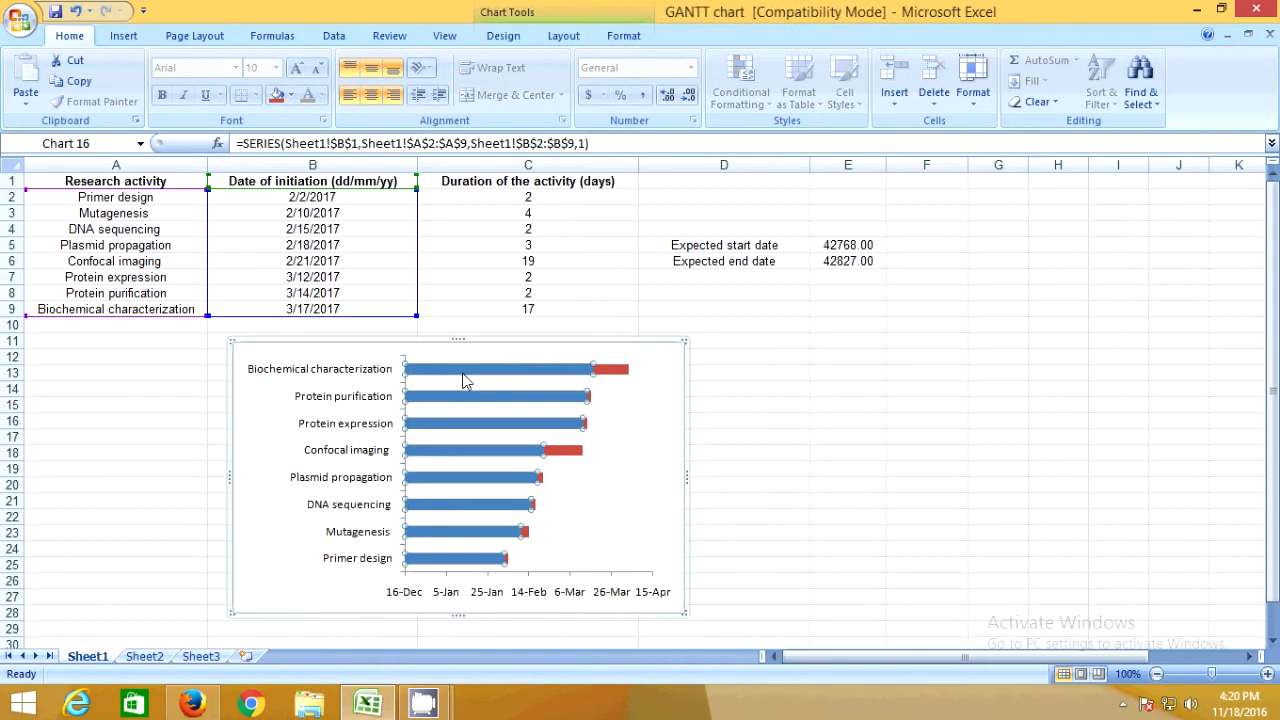 Chart Tools
GANTT chart [Compatibility Mode] - Microsoft Excel
Home Insert Page Layout Formulas Data Review View Design Layout Format
Paste
Cut
Copy
Format Painter
Clipboard
Arial 10
B I U
Font
Wrap Text
Merge & Center
Alignment
General
$ % ,
Number
Conditional Formatting
Format as Table
Cell Styles
Styles
Insert Delete Format
Cells
AutoSum
Fill
Clear
Sort & Filter
Find & Select
Editing
Chart 16 fx =SERIES(Sheet1!$B$1,Sheet1!$A$2:$A$9,Sheet1!$B$2:$B$9,1)
A B C D E F G H I J K
1 Research activity Date of initiation (dd/mm/yy) Duration of the activity (days)
2 Primer design 2/2/2017 2
3 Mutagenesis 2/10/2017 4
4 DNA sequencing 2/15/2017 2
5 Plasmid propagation 2/18/2017 3 Expected start date 42768.00
6 Confocal imaging 2/21/2017 19 Expected end date 42827.00
7 Protein expression 3/12/2017 2
8 Protein purification 3/14/2017 2
9 Biochemical characterization 3/17/2017 17
10
11
12
13
14
15
16
17
18
19
20
21
22
23
24
25
26
27
28
29
30
Biochemical characterization
Protein purification
Protein expression
Confocal imaging
Plasmid propagation
DNA sequencing
Mutagenesis
Primer design
16-Dec 5-Jan 25-Jan 14-Feb 6-Mar 26-Mar 15-Apr
Activate Windows
Go to PC settings to activate Windows.
Sheet1 Sheet2 Sheet3
Ready 100%
4:20 PM
11/18/2016